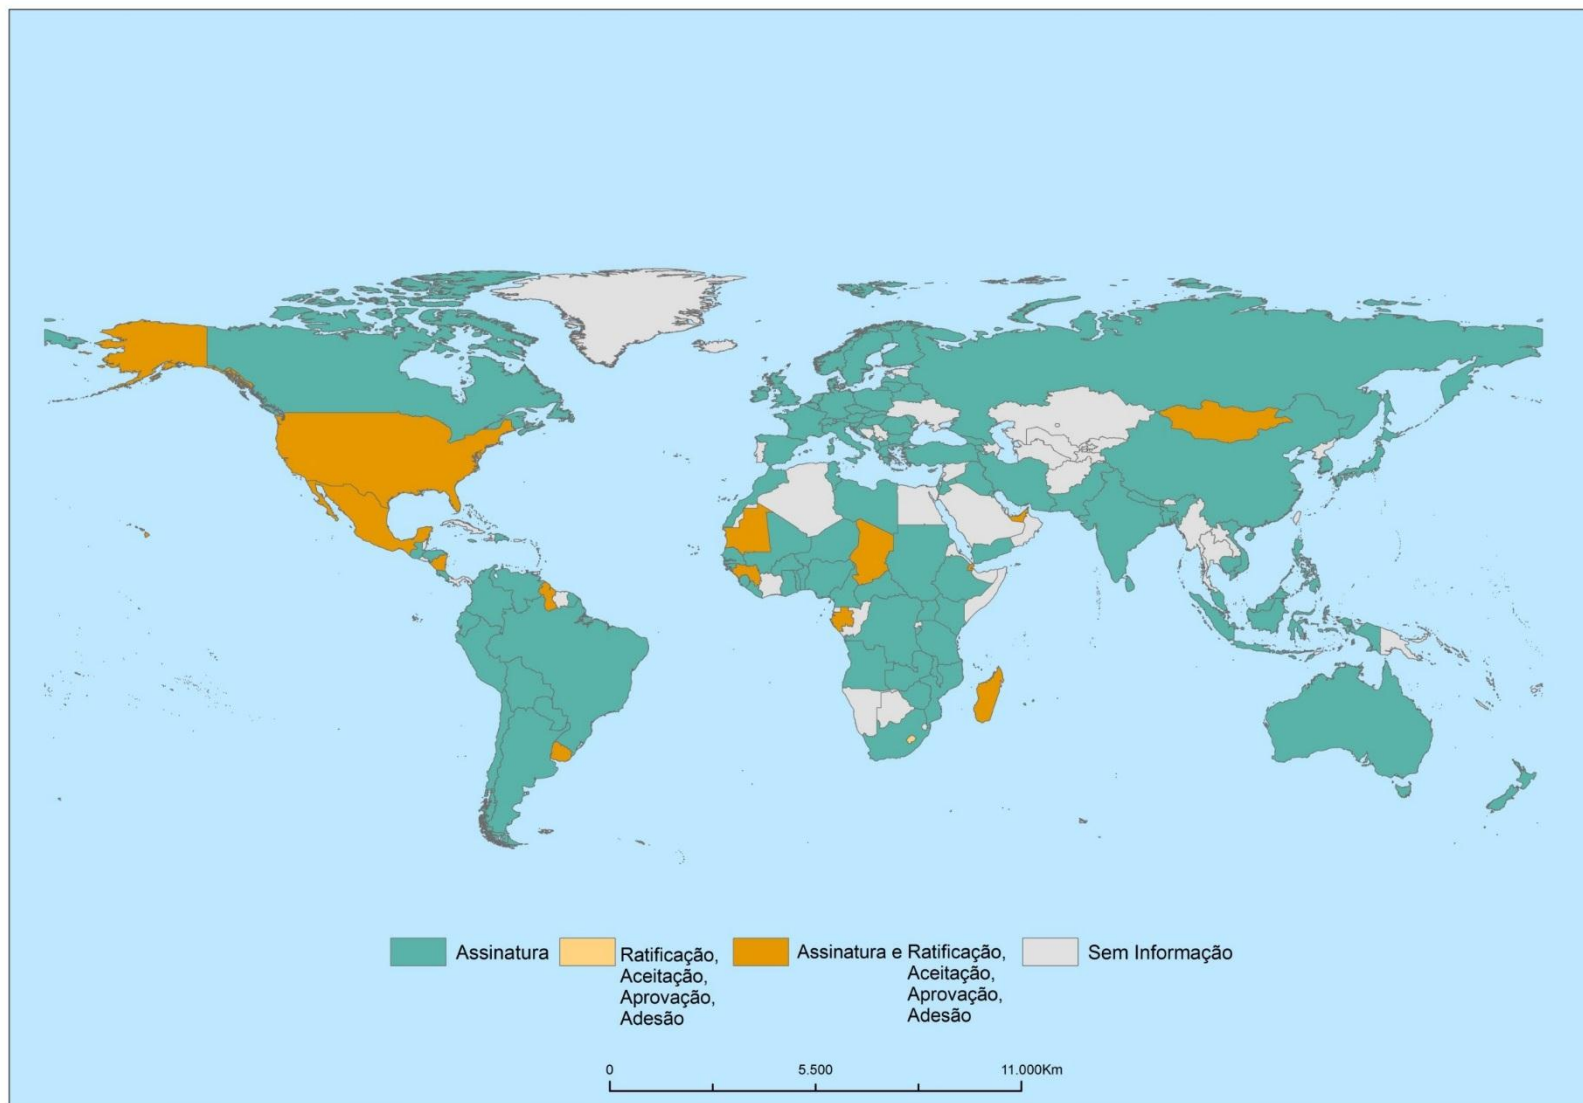 Assinatura
Ratificação,
Aceitação,
Aprovação,
Adesão
Assinatura e Ratificação,
Aceitação,
Aprovação,
Adesão
Sem Informação
0 5.500 11.000Km